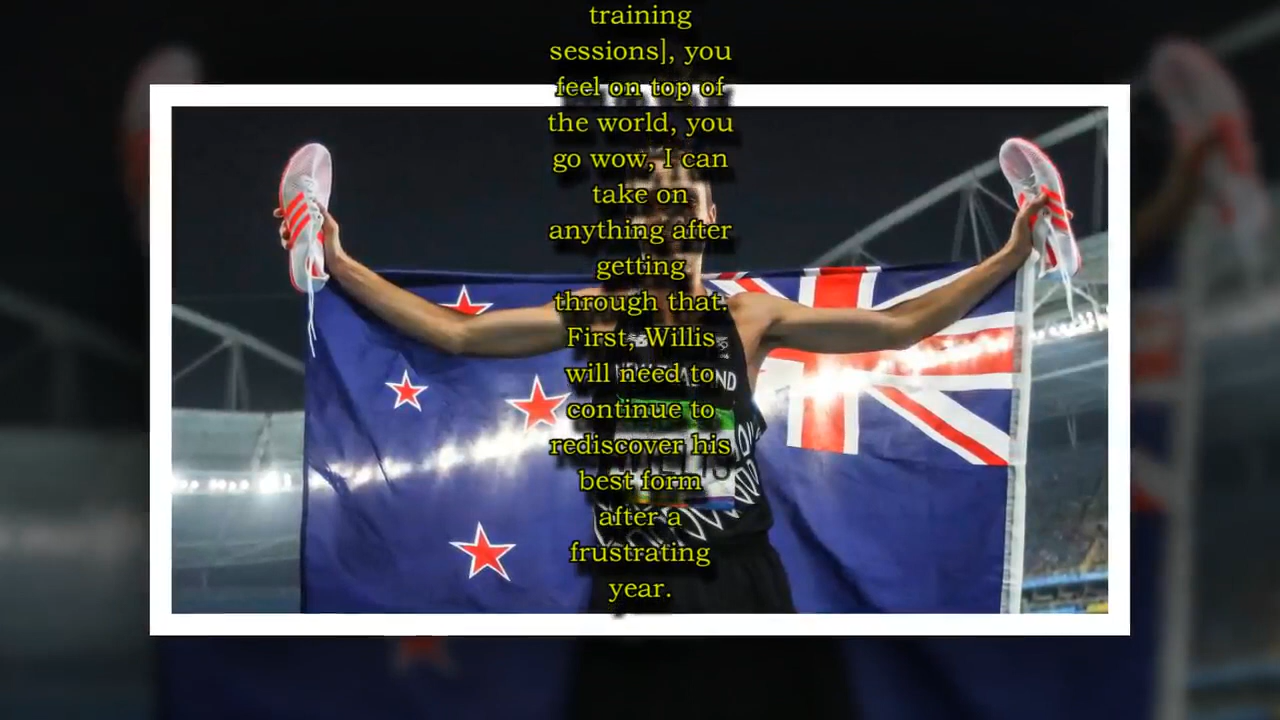 training
sessions], you
feel on top of
the world, you
go wow, I can
take on
anything after
getting
through that.
First, Willis
will need to
continue to
rediscover his
best form
after a
frustrating
year.